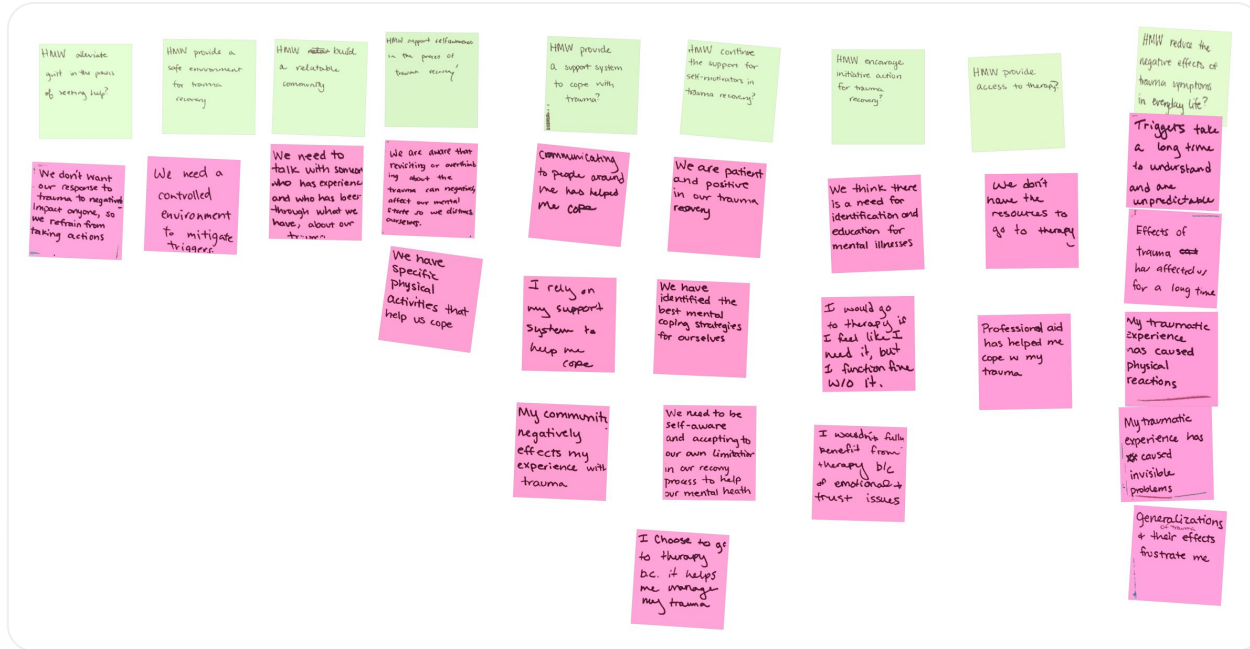 HMW alleviate
guilt in the process
of seeking help?
We don't want
our response to
trauma to negatively
impact anyone, so
we refrain from
taking actions
HMW provide a
safe environment
for trauma
recovery
We need a
controlled
environment
to mitigate
triggers
HMW build
a relatable
community
We need to
talk with someone
who has experience
and who has been
through what we
have, about our
HMW support selfawareness
in the process of
trauma recovery?
We are aware that
revisiting or overthink
ing about the
trauma can negatively
affect our mental
state so we distract
ourselves.
We have
specific
physical
activities that
help us cope
HMW provide
a support system
to cope with
trauma?
Communicating
to people around
me has helped
me cope
I rely on
my support
system to
help me
cope
My community
negatively
effects my
experience with
trauma
HMW continue
the support for
self-motivators in
trauma recovery?
We are patient
and positive
in our trauma
recovery
We have
identified the
best mental
coping strategies
for ourselves
We need to be
self-aware
and accepting to
our own limitation
in our recovry
process to help
our mental heath
I choose to go
to therapy
b.c. it helps
me manage
my trauma
HMW encourage
initiative action
for trauma
recovery?
We think there
is a need for
identification and
education for
mental illnesses
I would go
to therapy is
I feel like I
need it, but
I function fine
w/o it.
I wouldn't fully
benefit from
therapy b/c
of emotional +
trust issues
HMW provide
access to therapy?
We don't
have the
resources to
go to therapy
Professional aid
has helped me
cope w my
trauma
HMW reduce the
negative effects of
trauma symptoms
in everyday life?
Triggers take
a long time
to understand
and are
unpredictable
Effects of
trauma
has affected us
for a long time
My traumatic
experience
has caused
physical
reactions
My traumatic
experience has
caused
invisible
problems
Generalizations
of trauma
+ their effects
frustrate me